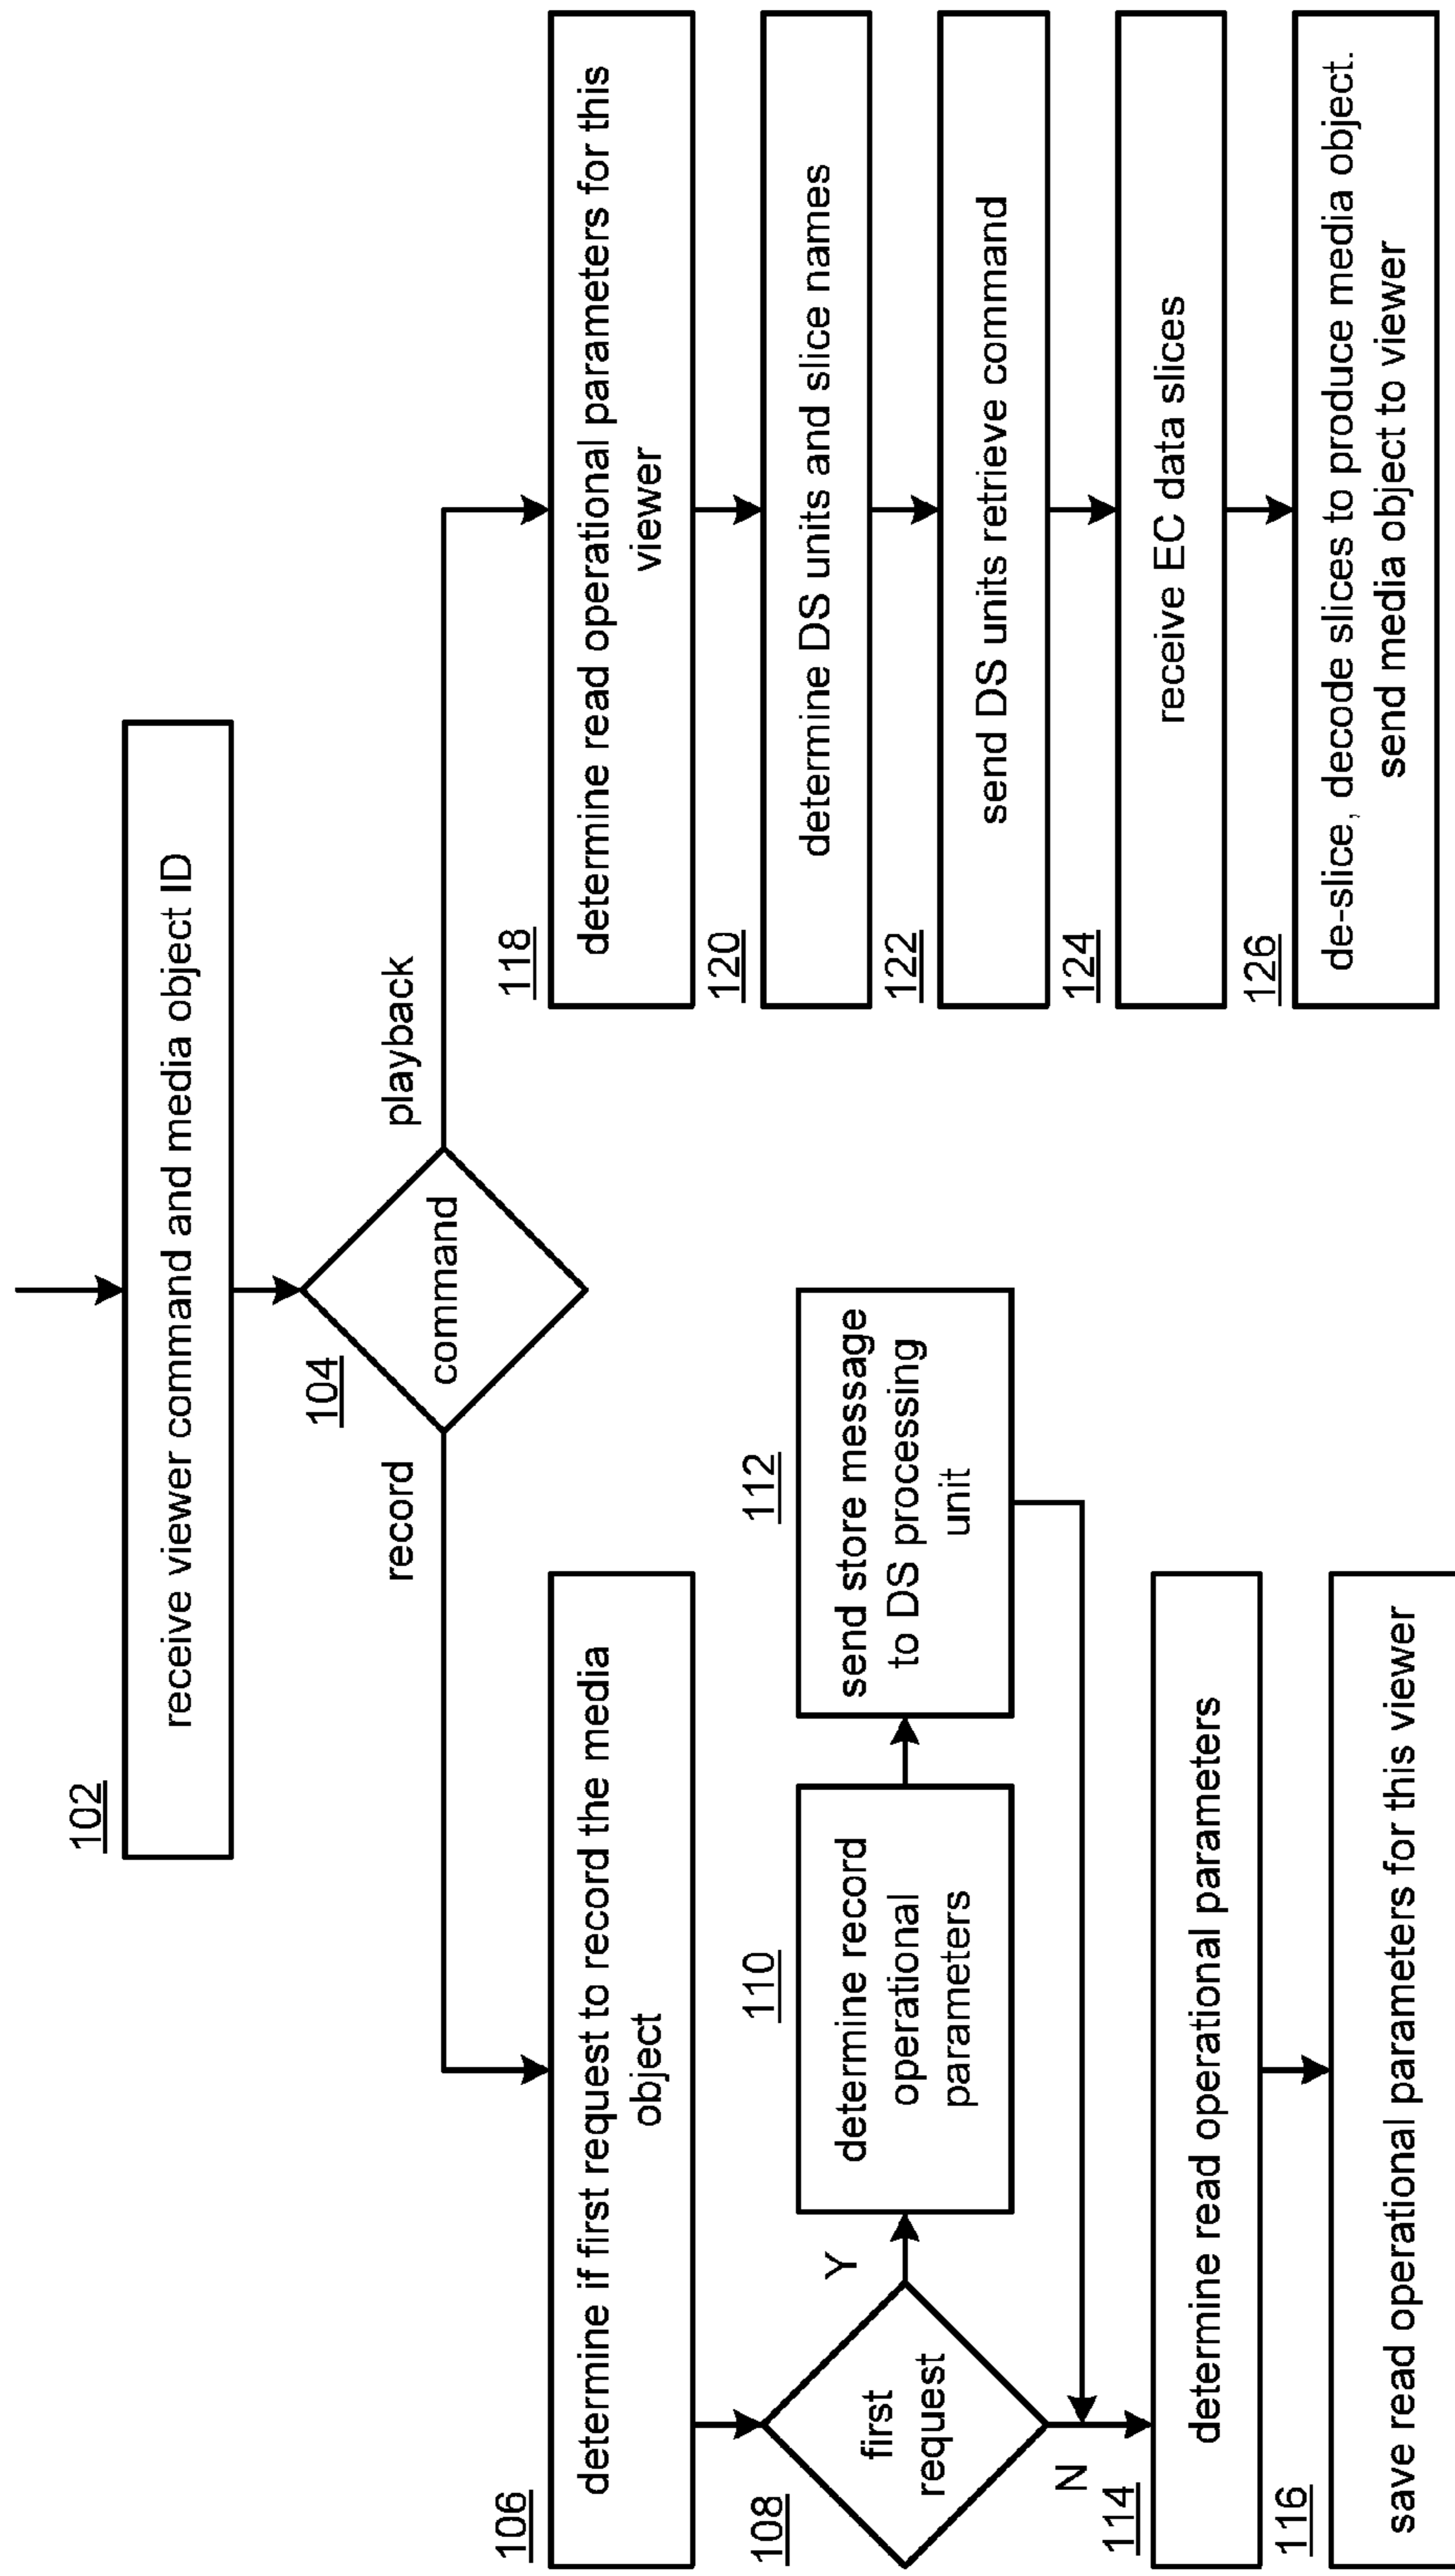 102
receive viewer command and media object ID
104
command
record
playback
106
determine if first request to record the media
object
108
first
request
Y
N
110
determine record
operational
parameters
112
send store message
to DS processing
unit
114
determine read operational parameters
116
save read operational parameters for this viewer
118
determine read operational parameters for this
viewer
120
determine DS units and slice names
122
send DS units retrieve command
124
receive EC data slices
126
de-slice, decode slices to produce media object.
send media object to viewer